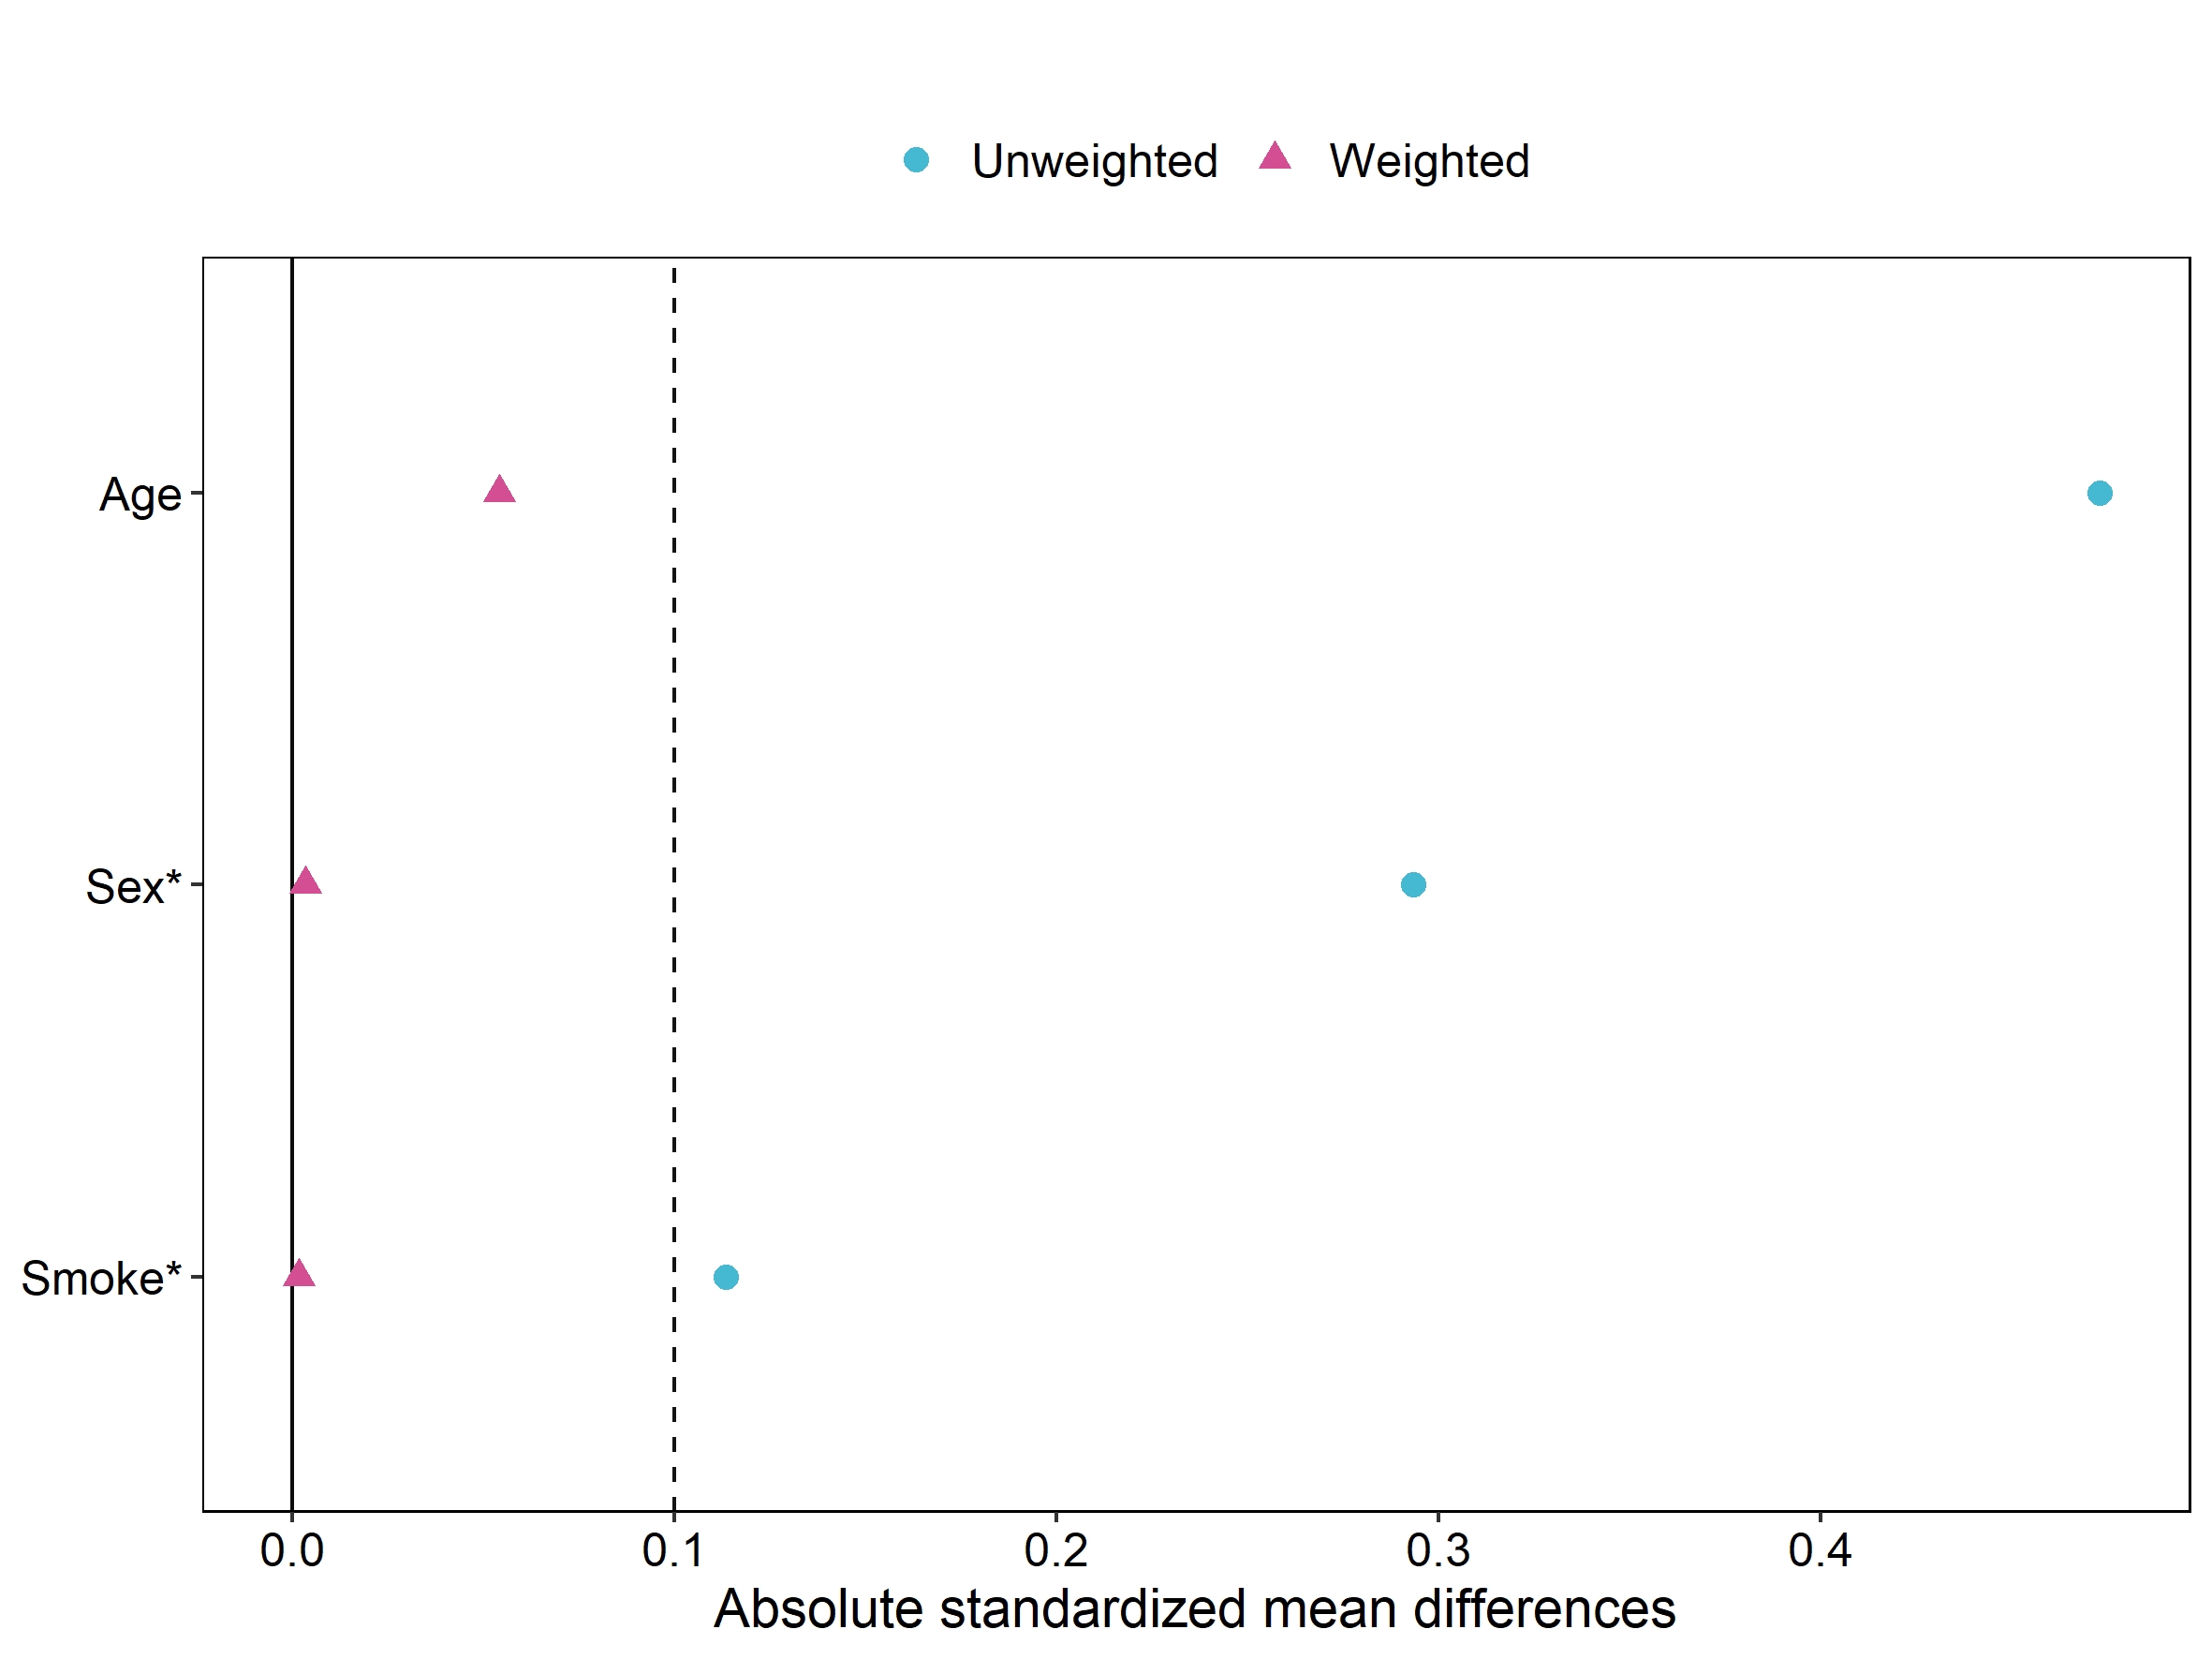 Unweighted Weighted
Age
Sex*
Smoke*
0.0 0.1 0.2 0.3 0.4
Absolute standardized mean differences